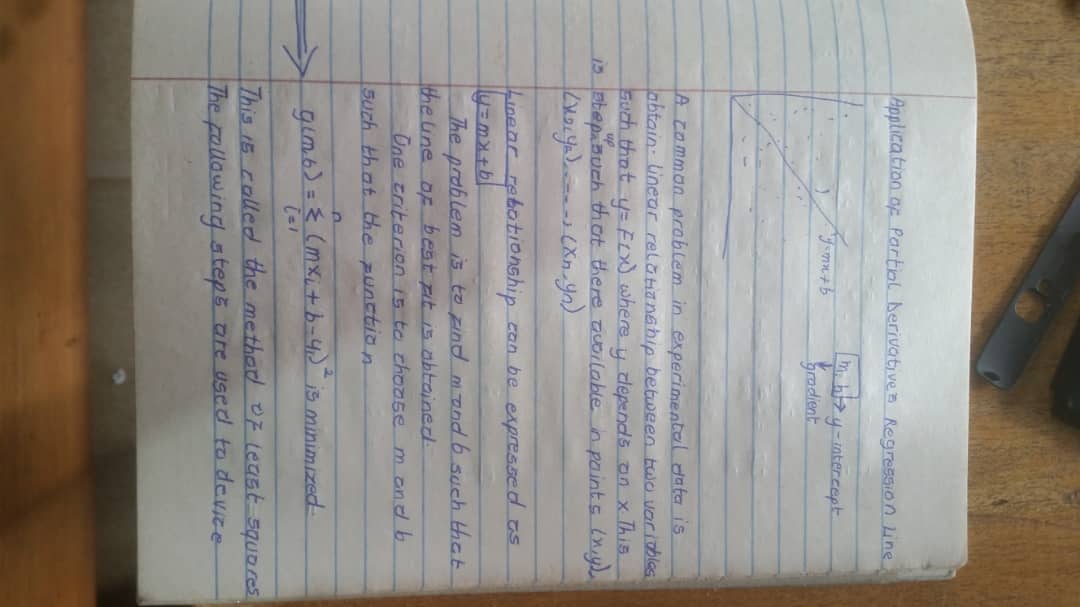 Application of Partial Derivatives Regression Line
y=mx+b
m, b → y-intercept
gradient
A common problem in experimental data is
obtain linear relationship between two variables
such that y = F(x) where y depends on x This
is step up such that there available in points (x,y),
(x2,y2)-----, (xn,yn)
Linear relationship can be expressed as
y=mx+b
The problem is to find m and b such that
the line of best fit is obtained.
One criterion is to choose m and b
such that the function
n
g(m,b) = Σ (mxi + b - yi)² is minimized
i=1
This is called the method of least squares
The following steps are used to device